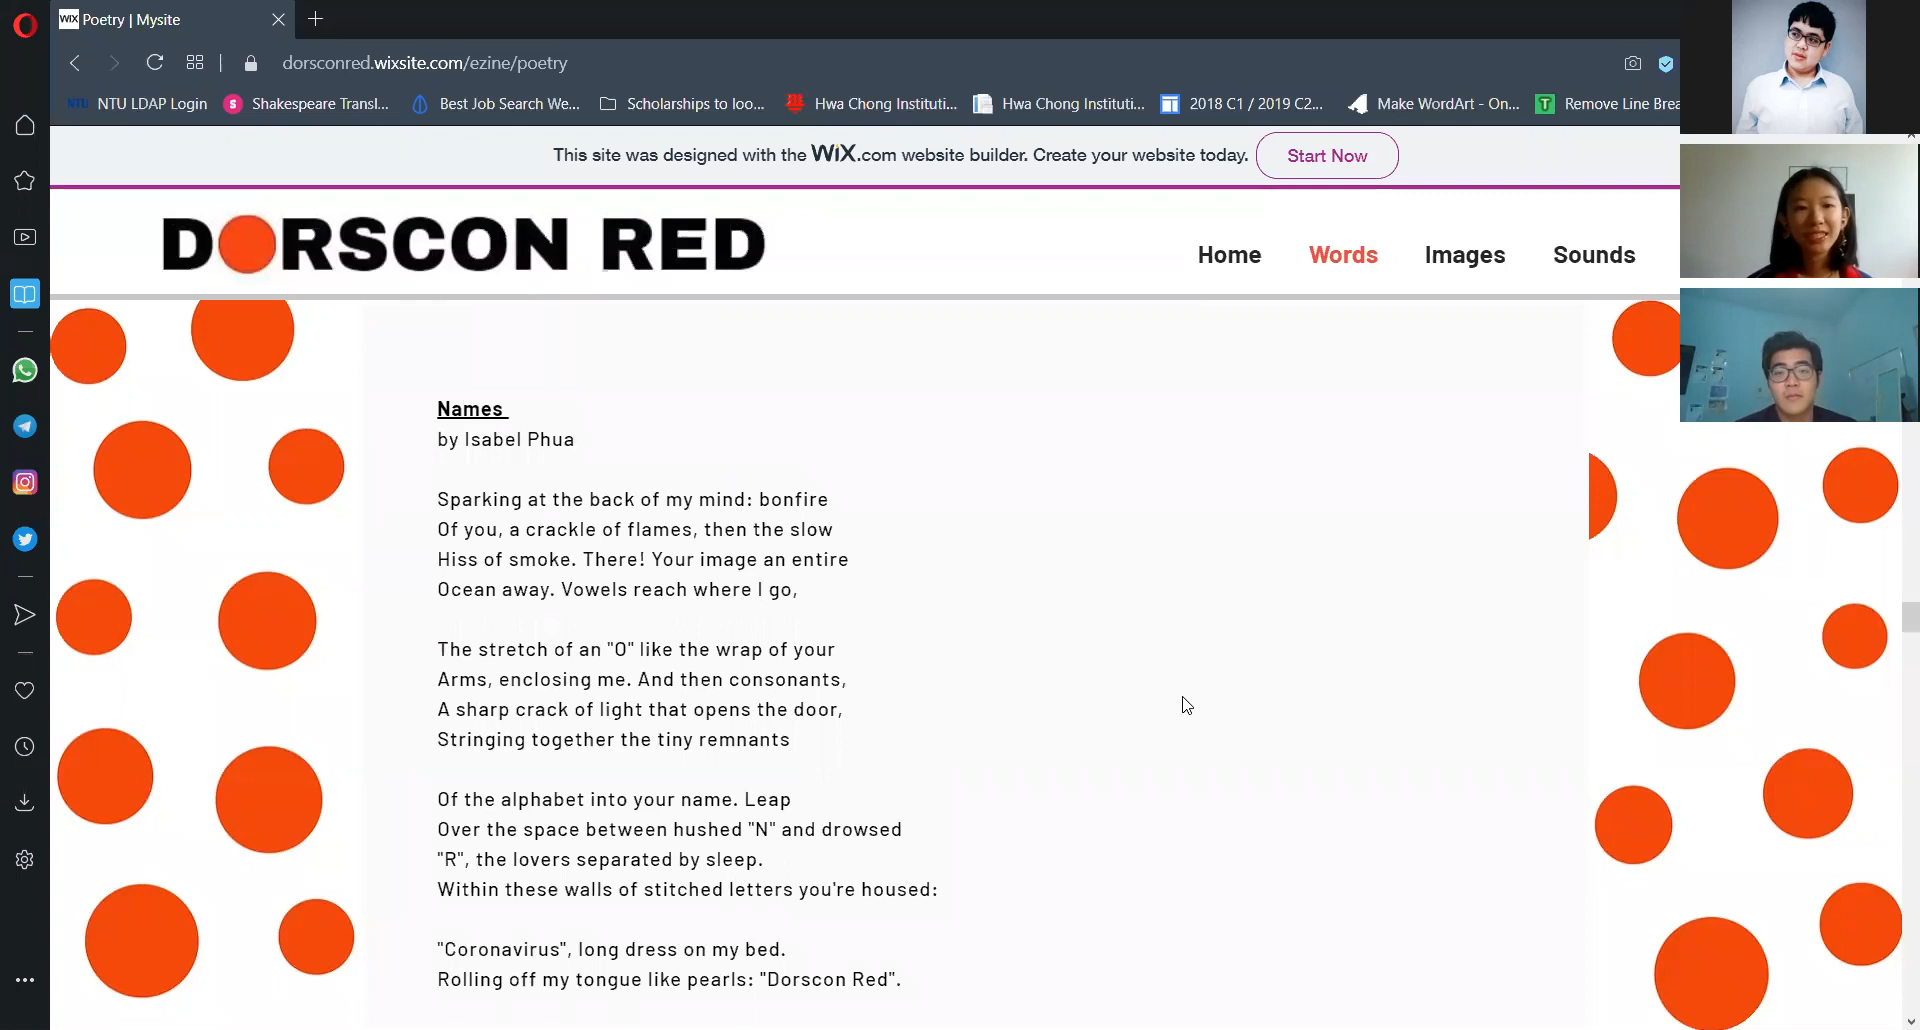 WiX Poetry | Mysite
dorsconred.wixsite.com/ezine/poetry
NTU NTU LDAP Login
S Shakespeare Transl...
Best Job Search We...
Scholarships to loo...
Hwa Chong Instituti...
Hwa Chong Instituti...
2018 C1 / 2019 C2...
Make WordArt - On...
T Remove Line Brea
This site was designed with the WiX.com website builder. Create your website today.
Start Now
DORSCON RED
Home
Words
Images
Sounds
Names
by Isabel Phua
Sparking at the back of my mind: bonfire
Of you, a crackle of flames, then the slow
Hiss of smoke. There! Your image an entire
Ocean away. Vowels reach where I go,
The stretch of an "O" like the wrap of your
Arms, enclosing me. And then consonants,
A sharp crack of light that opens the door,
Stringing together the tiny remnants
Of the alphabet into your name. Leap
Over the space between hushed "N" and drowsed
"R", the lovers separated by sleep.
Within these walls of stitched letters you're housed:
"Coronavirus", long dress on my bed.
Rolling off my tongue like pearls: "Dorscon Red".